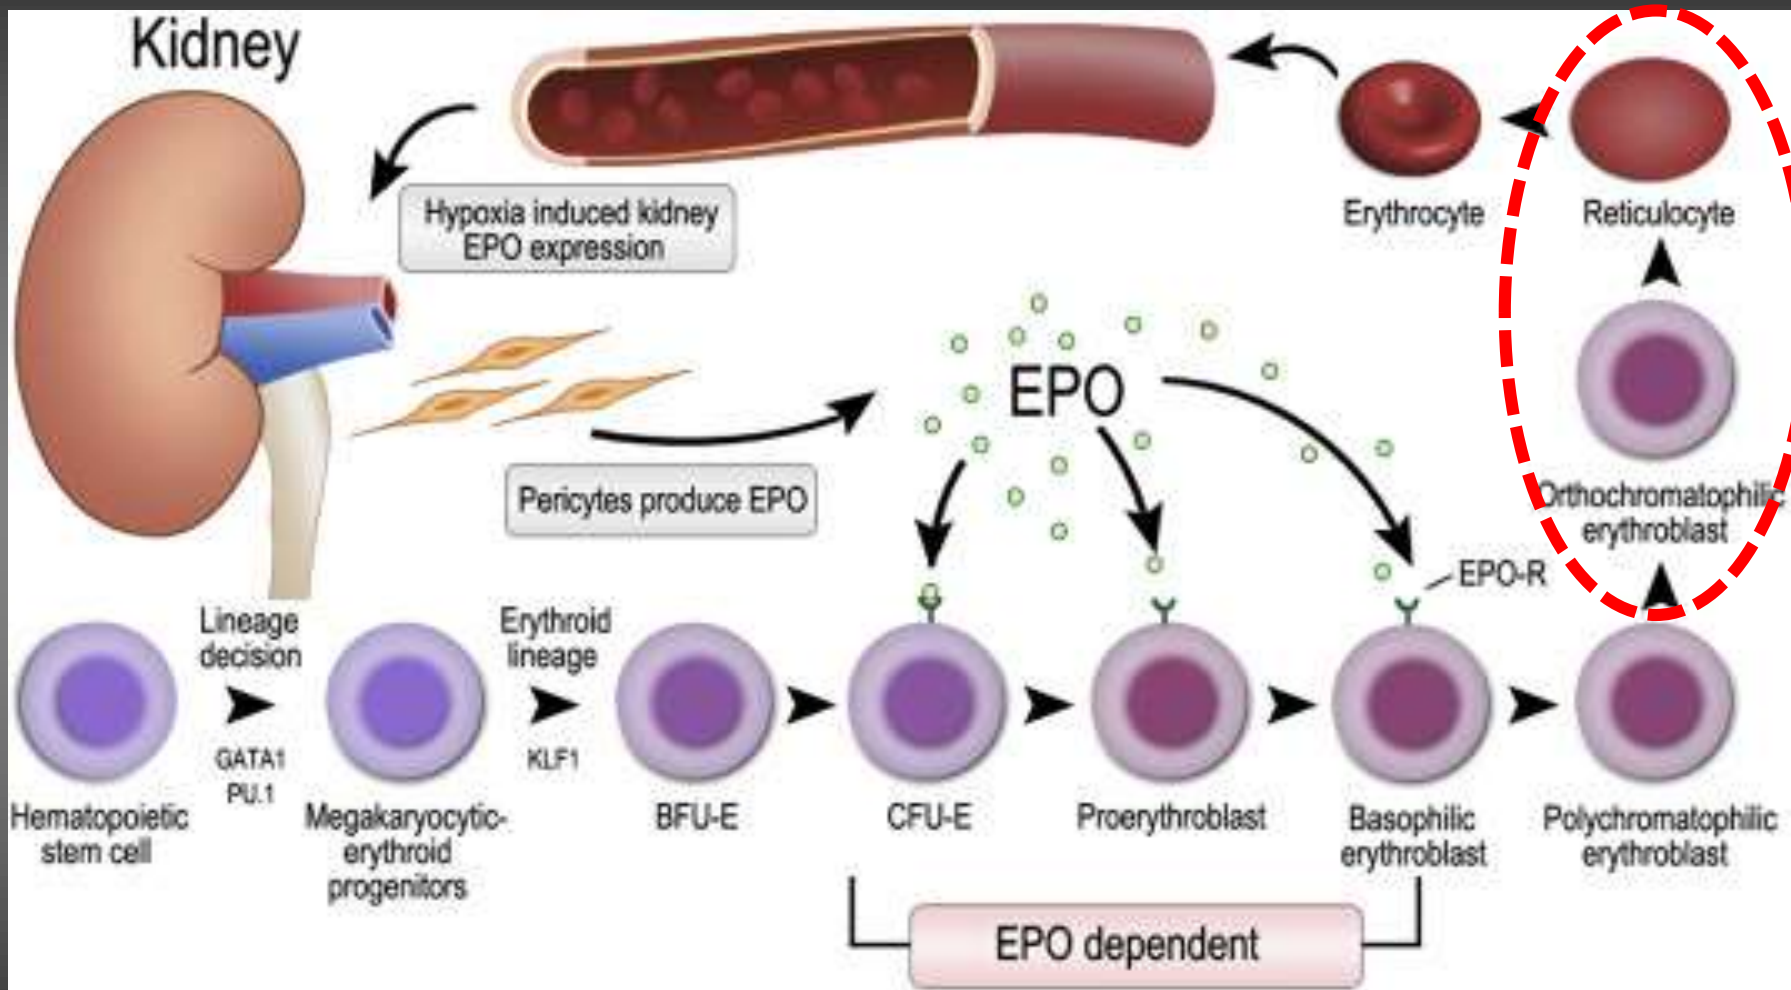 Kidney
Hypoxia induced kidney
EPO expression
Erythrocyte
Reticulocyte
EPO
Pericytes produce EPO
Orthochromatophilic
erythroblast
EPO-R
Lineage
decision
GATA1
PU.1
Erythroid
lineage
KLF1
Hematopoietic
stem cell
Megakaryocytic-
erythroid
progenitors
BFU-E
CFU-E
Proerythroblast
Basophilic
erythroblast
Polychromatophilic
erythroblast
EPO dependent